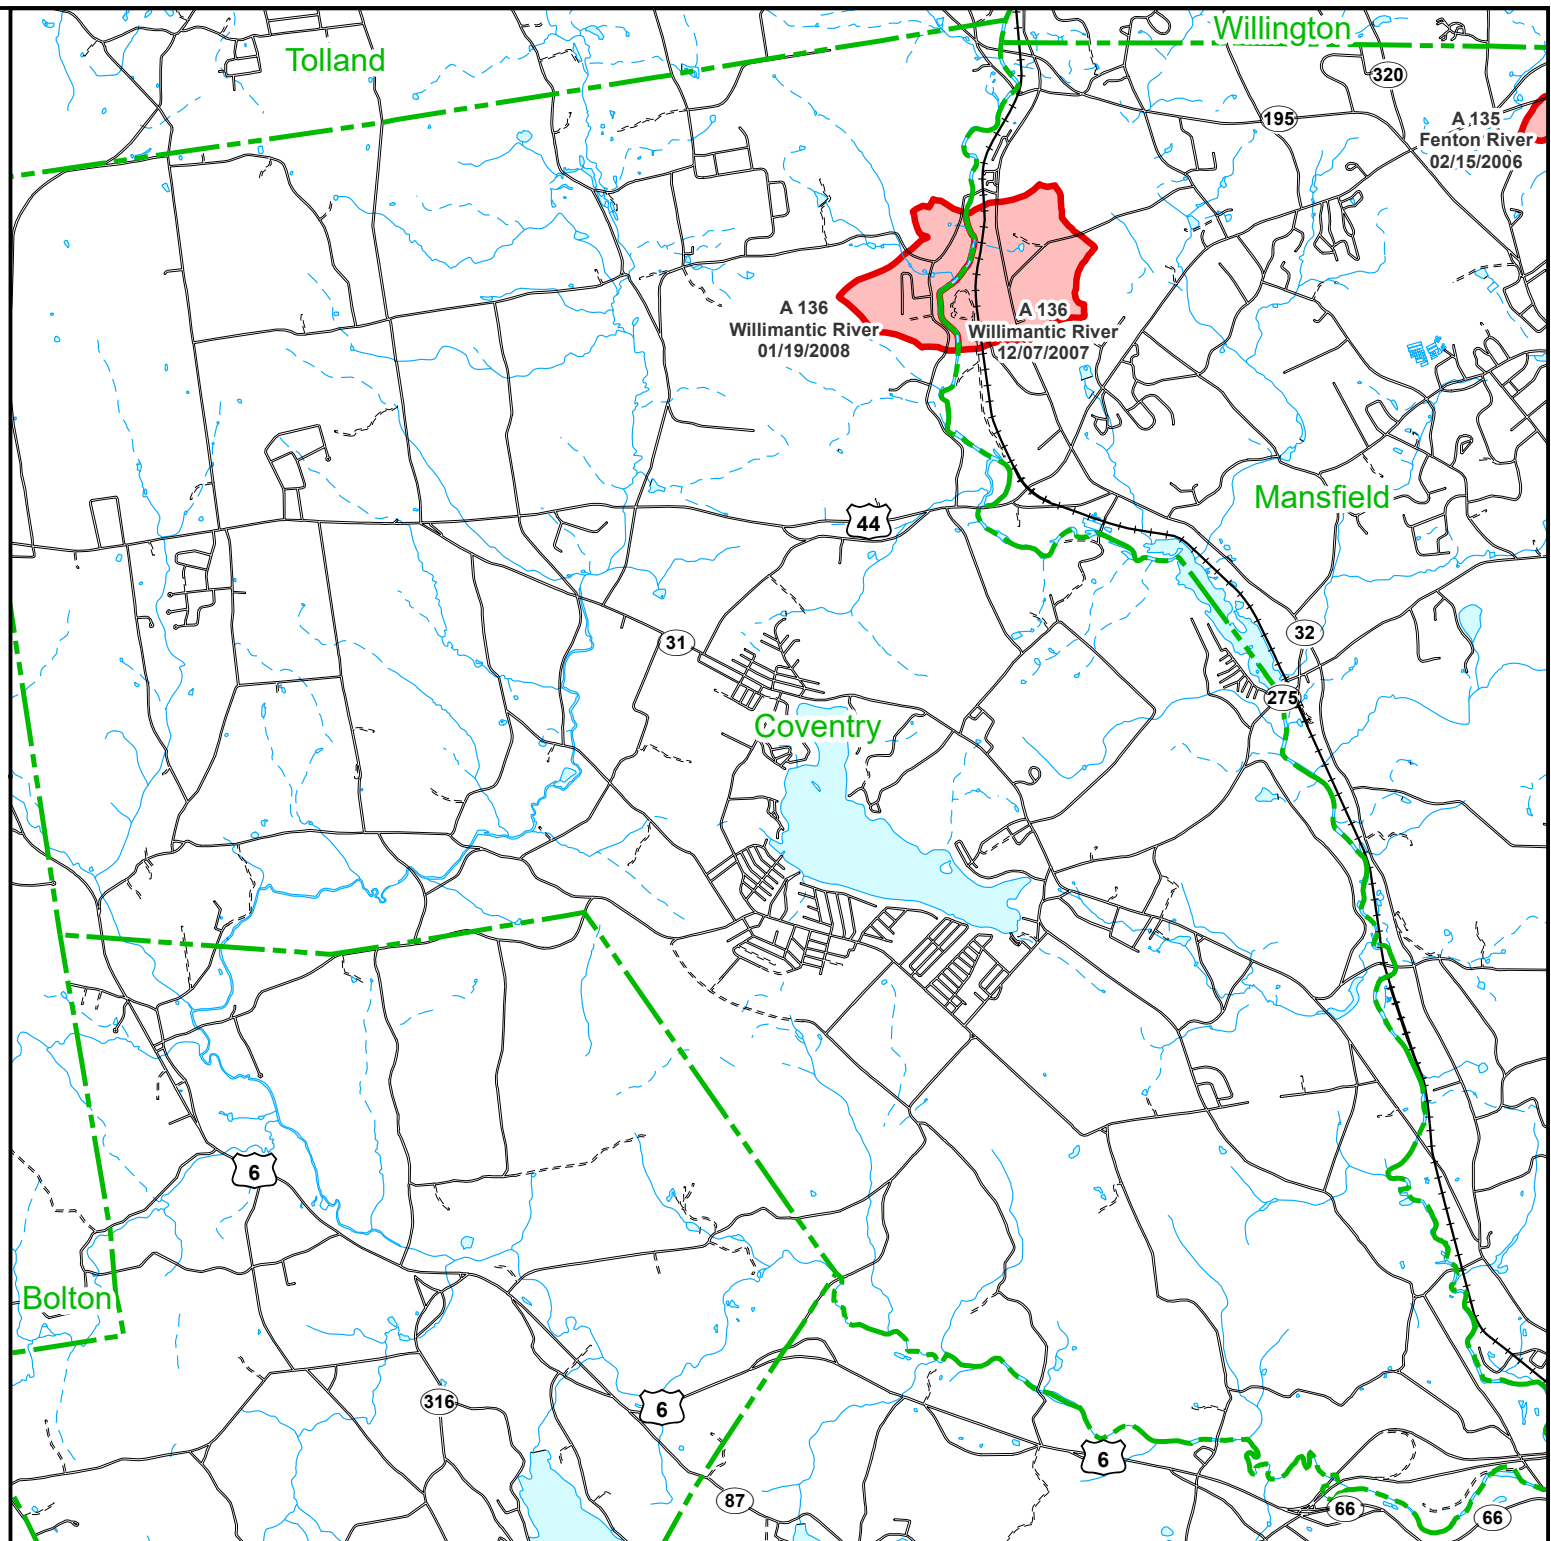 Willington
Tolland
320
195
A 135
Fenton River
02/15/2006
A 136
Willimantic River
01/19/2008
A 136
Willimantic River
12/07/2007
Mansfield
44
32
31
275
Coventry
6
Bolton
316
6
6
87
66
66